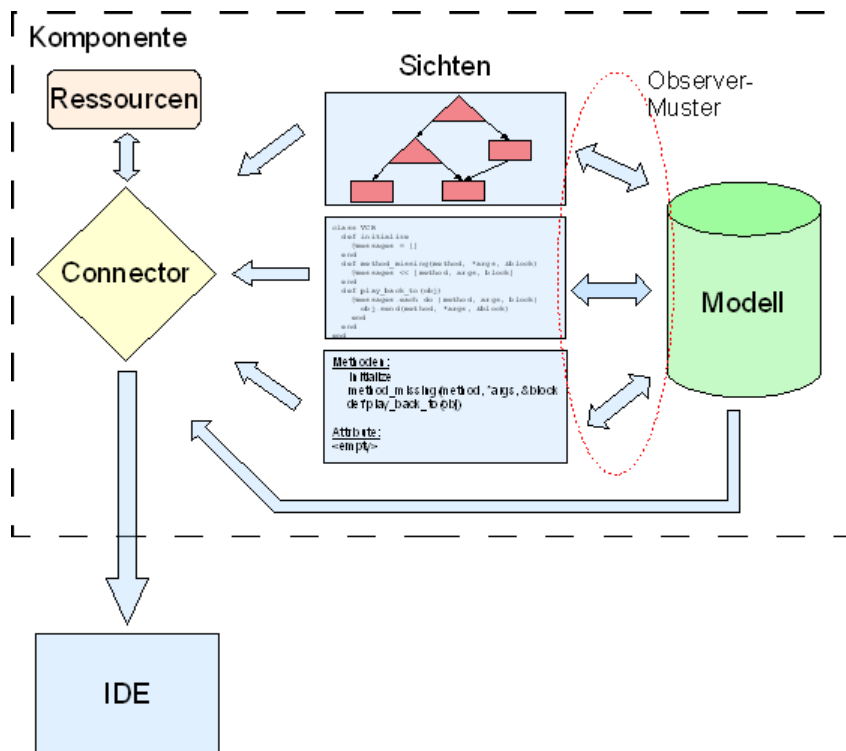 Komponente
Ressourcen
Sichten
Observer-
Muster
Connector
class VCR
def initialize
@messages = []
end
def method_missing(method, *args, &block)
@messages << [method, args, block]
end
def play_back_to(obj)
@messages.each do |method, args, block|
obj.send(method, *args, &block)
end
end
end
Modell
Methoden:
initialize
method_missing(method, *args, &block
def play_back_to(obj)
Attribute:
<empty>
IDE